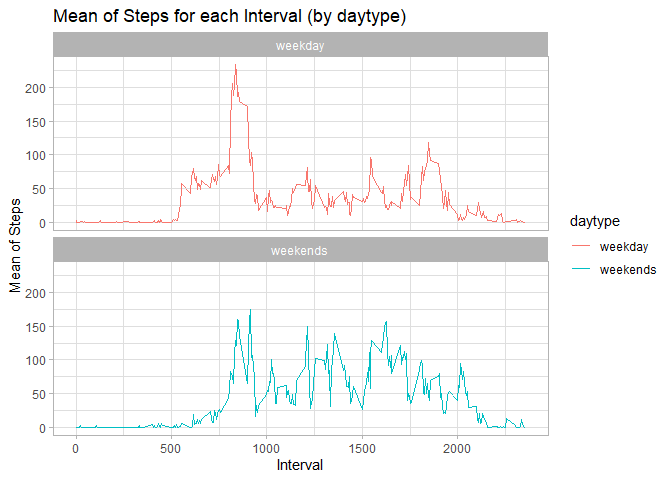 Mean of Steps for each Interval (by daytype)
weekday
200
150
100
50
0
weekends
200
150
100
50
0
0 500 1000 1500 2000
Interval
Mean of Steps
daytype
weekday
weekends